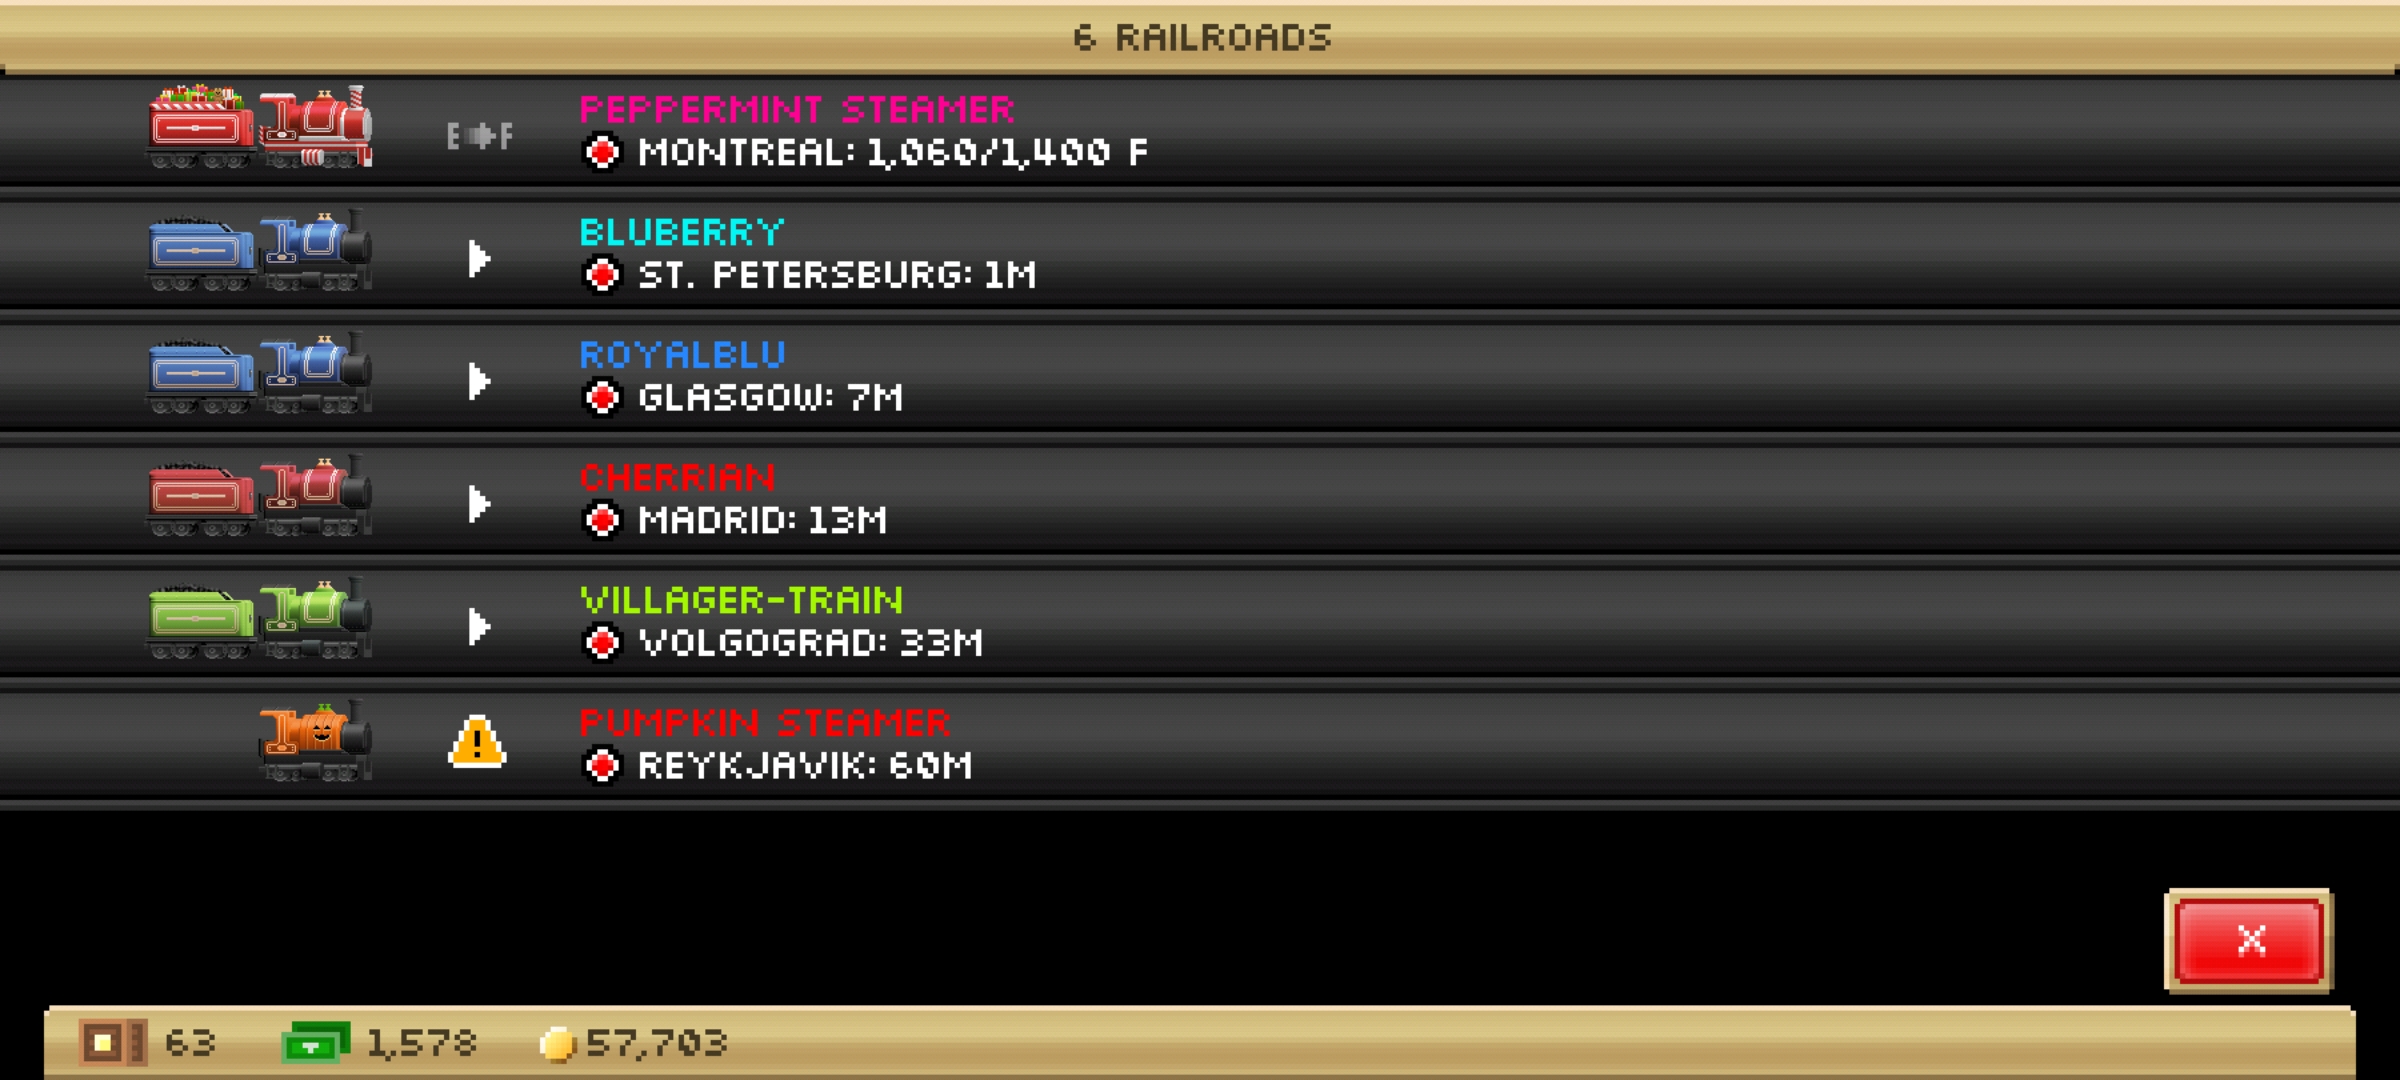 6 RAILROADS
PEPPERMINT STEAMER
E F
MONTREAL: 1,060/1,400 F
BLUBERRY
ST. PETERSBURG: 1M
ROYALBLU
GLASGOW: 7M
CHERRIAN
MADRID: 13M
VILLAGER-TRAIN
VOLGOGRAD: 33M
PUMPKIN STEAMER
!
REYKJAVIK: 60M
X
63 1,578 57,703